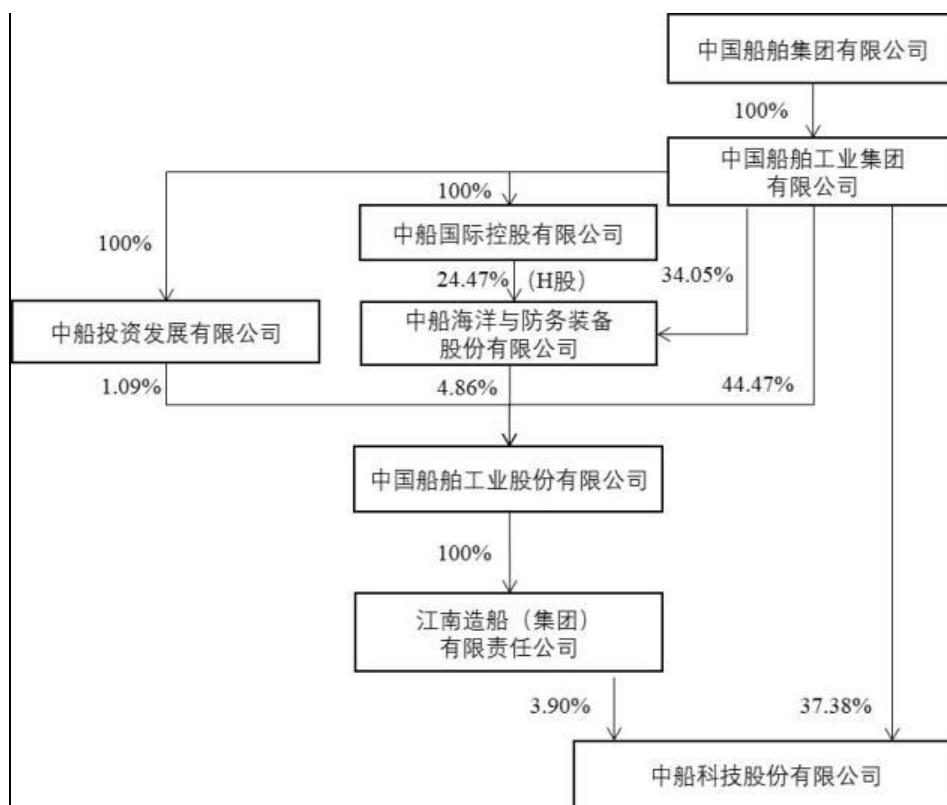 中国船舶集团有限公司
100%
中国船舶工业集团
有限公司
100%
中船国际控股有限公司
100%
24.47%（H股）
34.05%
中船投资发展有限公司
中船海洋与防务装备
股份有限公司
1.09%
4.86%
44.47%
中国船舶工业股份有限公司
100%
江南造船（集团）
有限责任公司
3.90%
37.38%
中船科技股份有限公司